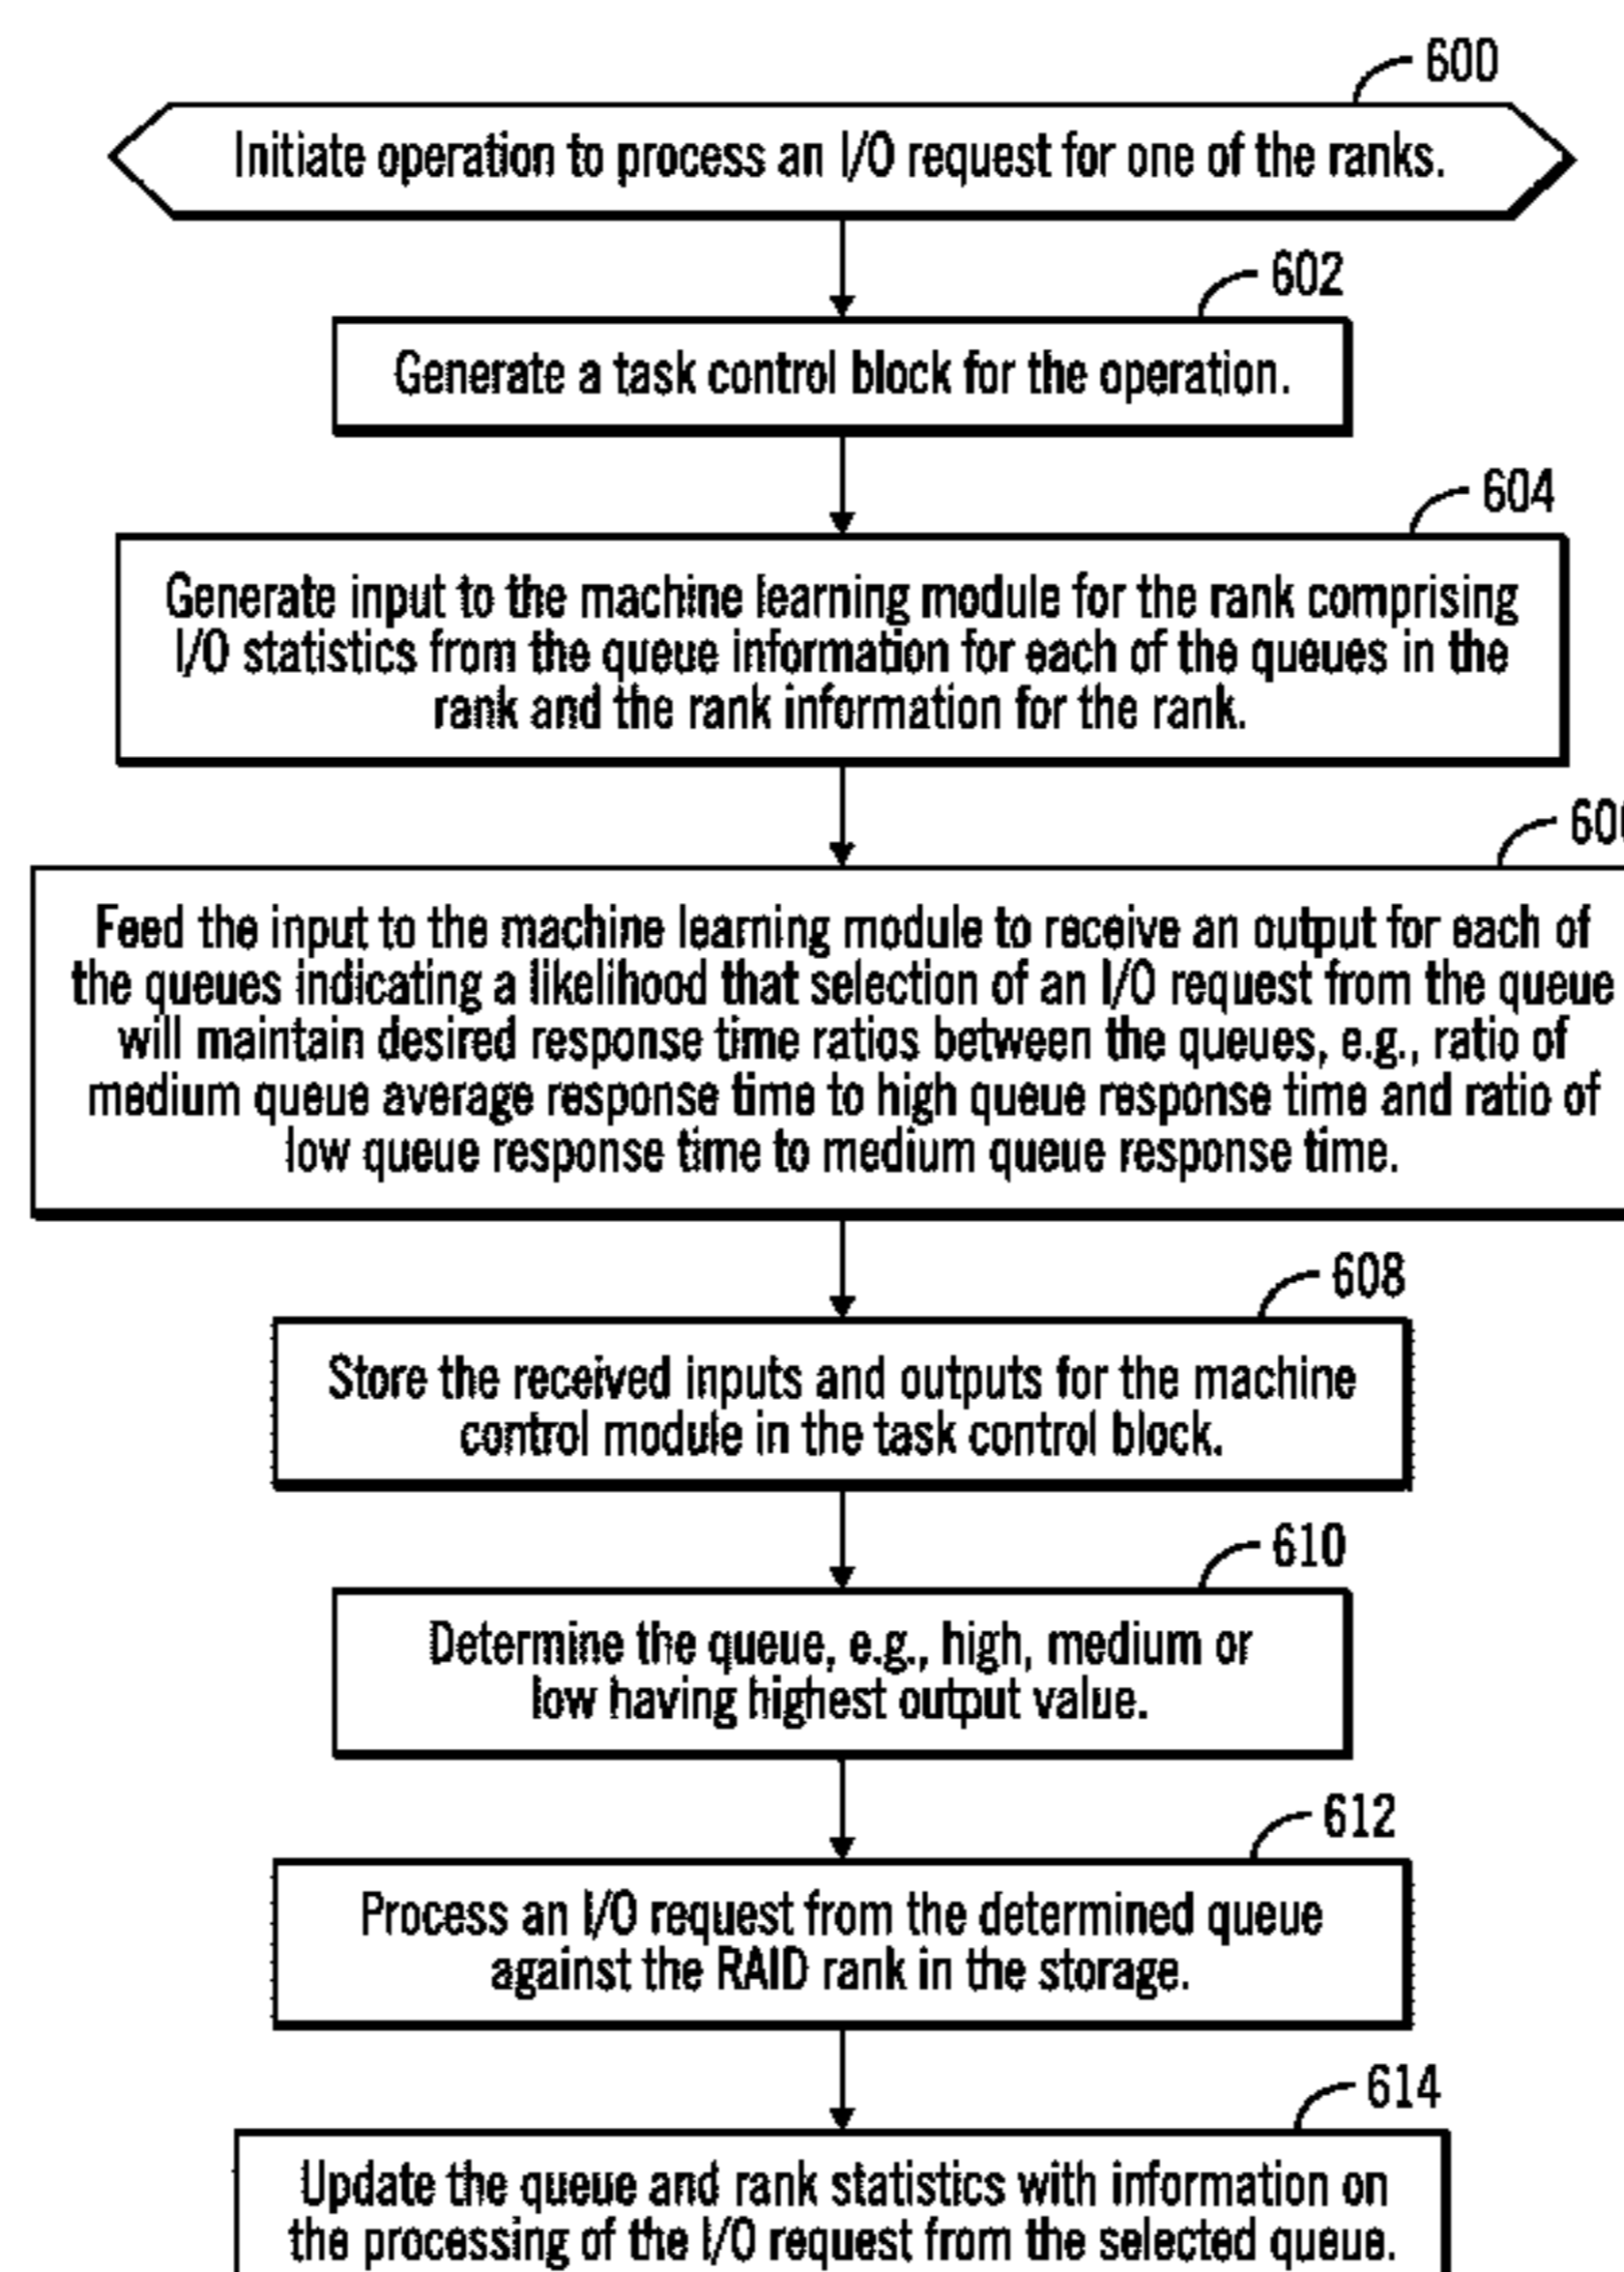 600
Initiate operation to process an I/O request for one of the ranks.
602
Generate a task control block for the operation.
604
Generate input to the machine learning module for the rank comprising
I/O statistics from the queue information for each of the queues in the
rank and the rank information for the rank.
Feed the input to the machine learning module to receive an output for each of
the queues indicating a likelihood that selection of an I/O request from the queue
will maintain desired response time ratios between the queues, e.g., ratio of
medium queue average response time to high queue response time and ratio of
low queue response time to medium queue response time.
608
Store the received inputs and outputs for the machine
control module in the task control block.
610
Determine the queue, e.g., high, medium or
low having highest output value.
612
Process an I/O request from the determined queue
against the RAID rank in the storage.
614
Update the queue and rank statistics with information on
the processing of the I/O request from the selected queue.